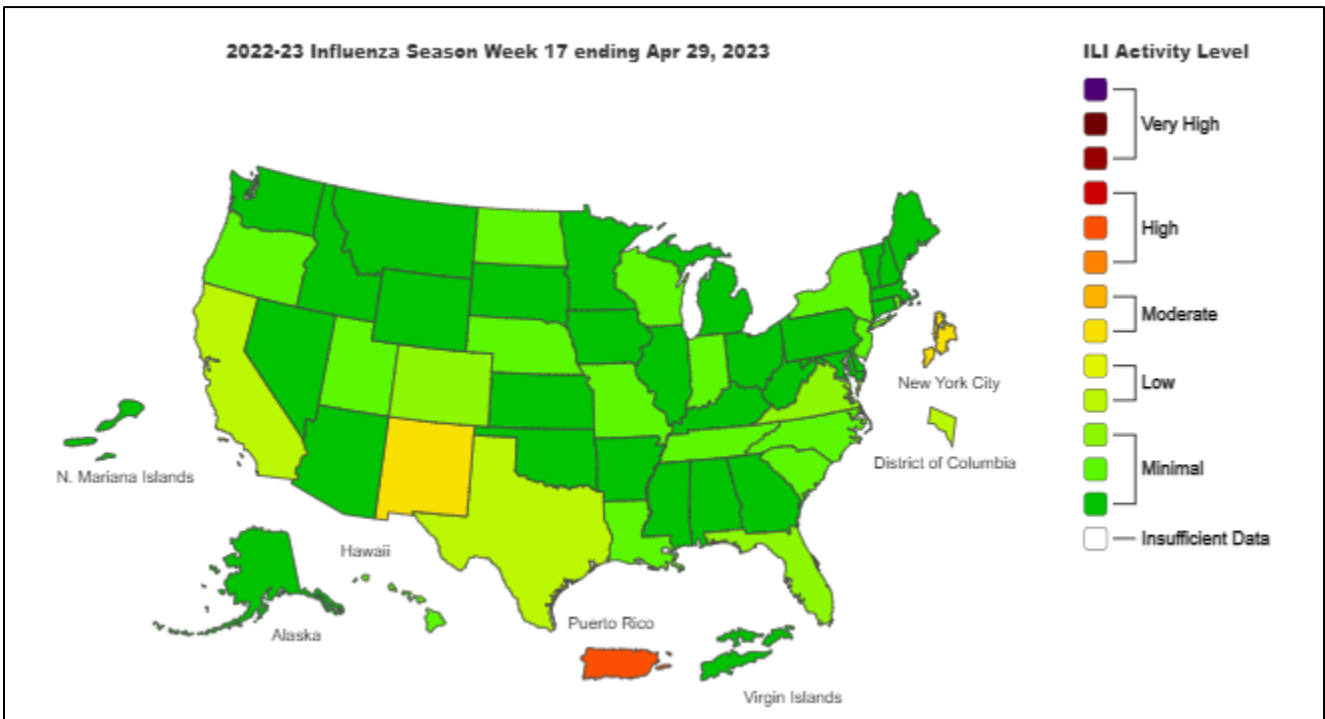 2022-23 Influenza Season Week 17 ending Apr 29, 2023
ILI Activity Level
Very High
High
Moderate
Low
Minimal
Insufficient Data
New York City
District of Columbia
N. Mariana Islands
Hawaii
Alaska
Puerto Rico
Virgin Islands